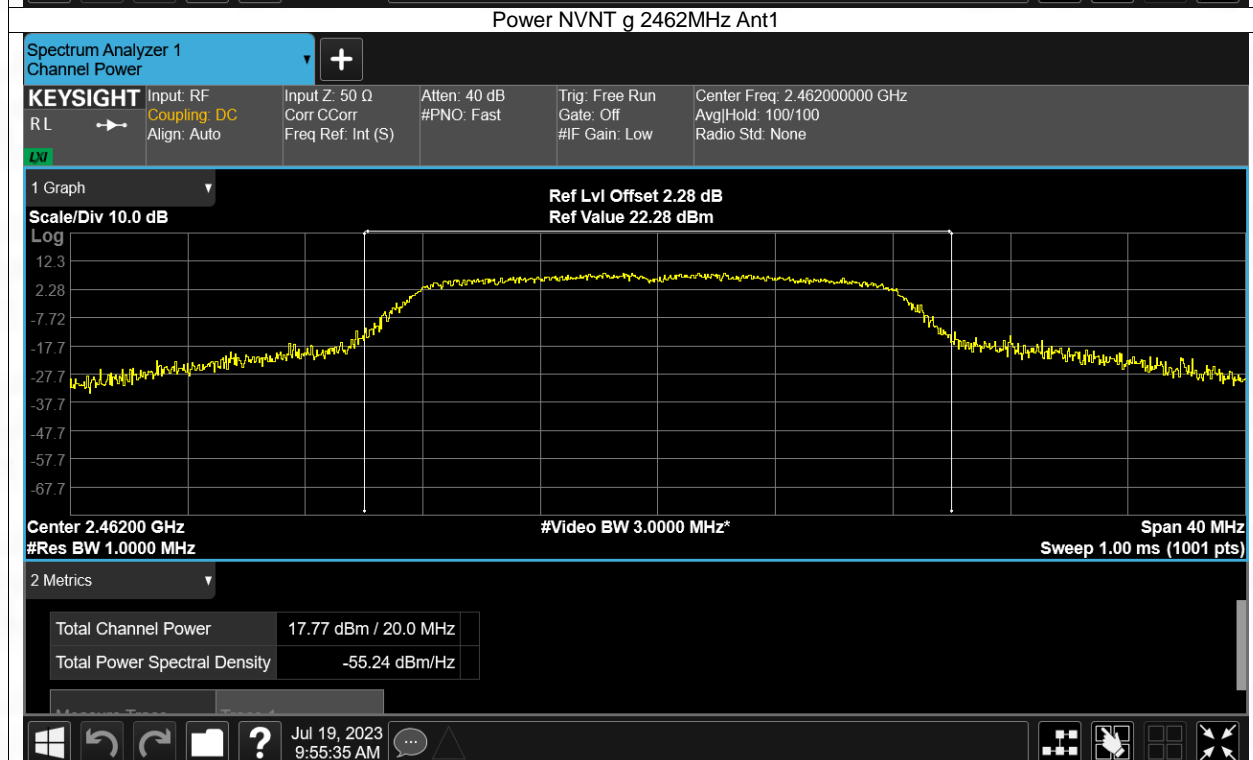 Power NVNT g 2462MHz Ant1
Spectrum Analyzer 1
Channel Power
KEYSIGHT
R L
LXI
Input: RF
Coupling: DC
Align: Auto
Input Z: 50 Ω
Corr CCorr
Freq Ref: Int (S)
Atten: 40 dB
#PNO: Fast
Trig: Free Run
Gate: Off
#IF Gain: Low
Center Freq: 2.462000000 GHz
Avg|Hold: 100/100
Radio Std: None
1 Graph
Scale/Div 10.0 dB
Ref Lvl Offset 2.28 dB
Ref Value 22.28 dBm
Log
12.3
2.28
-7.72
-17.7
-27.7
-37.7
-47.7
-57.7
-67.7
Center 2.46200 GHz
#Video BW 3.0000 MHz*
Span 40 MHz
#Res BW 1.0000 MHz
Sweep 1.00 ms (1001 pts)
2 Metrics
Total Channel Power 17.77 dBm / 20.0 MHz
Total Power Spectral Density -55.24 dBm/Hz
?
Jul 19, 2023
9:55:35 AM